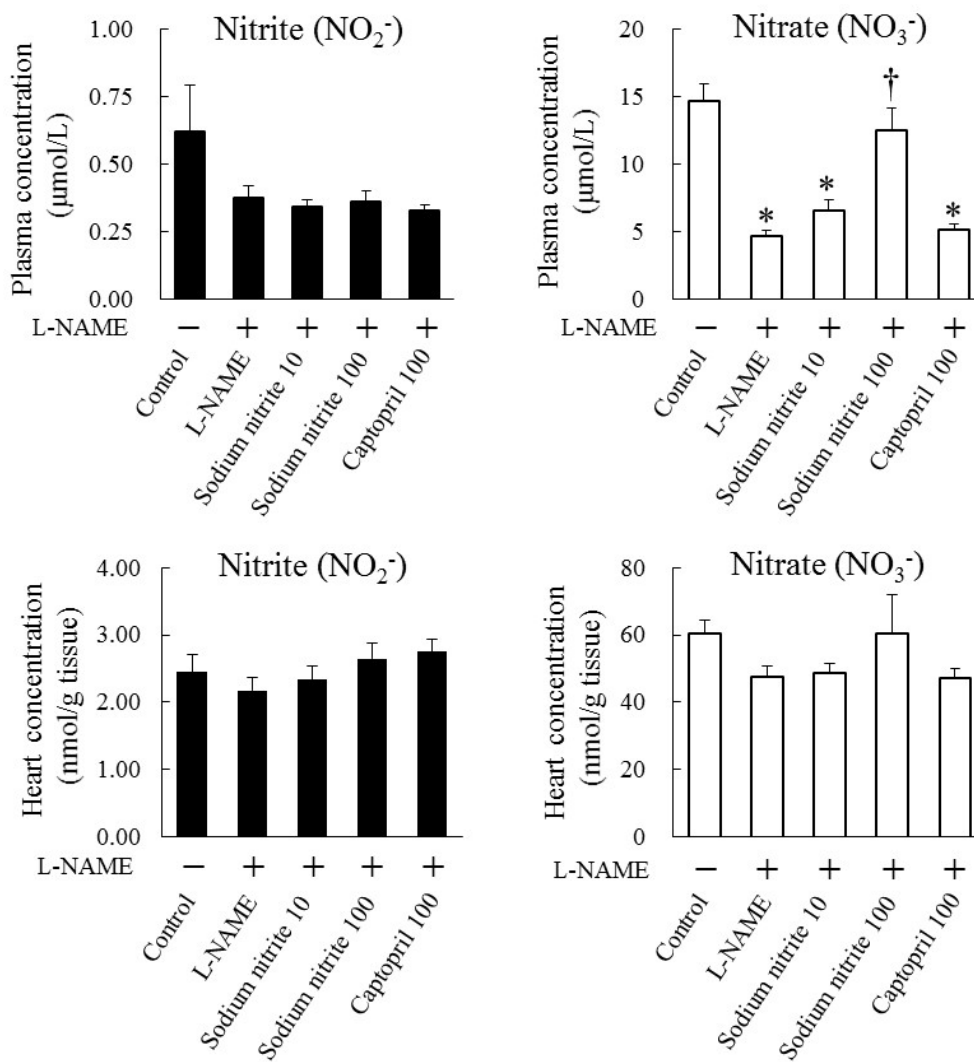 Nitrite (NO₂⁻)
Plasma concentration
(µmol/L)
1.00
0.75
0.50
0.25
0.00
L-NAME − + + + +
Control
L-NAME
Sodium nitrite 10
Sodium nitrite 100
Captopril 100
Nitrate (NO₃⁻)
Plasma concentration
(µmol/L)
20
15
10
5
0
* * † *
L-NAME − + + + +
Control
L-NAME
Sodium nitrite 10
Sodium nitrite 100
Captopril 100
Nitrite (NO₂⁻)
Heart concentration
(nmol/g tissue)
4.00
3.00
2.00
1.00
0.00
L-NAME − + + + +
Control
L-NAME
Sodium nitrite 10
Sodium nitrite 100
Captopril 100
Nitrate (NO₃⁻)
Heart concentration
(nmol/g tissue)
80
60
40
20
0
L-NAME − + + + +
Control
L-NAME
Sodium nitrite 10
Sodium nitrite 100
Captopril 100